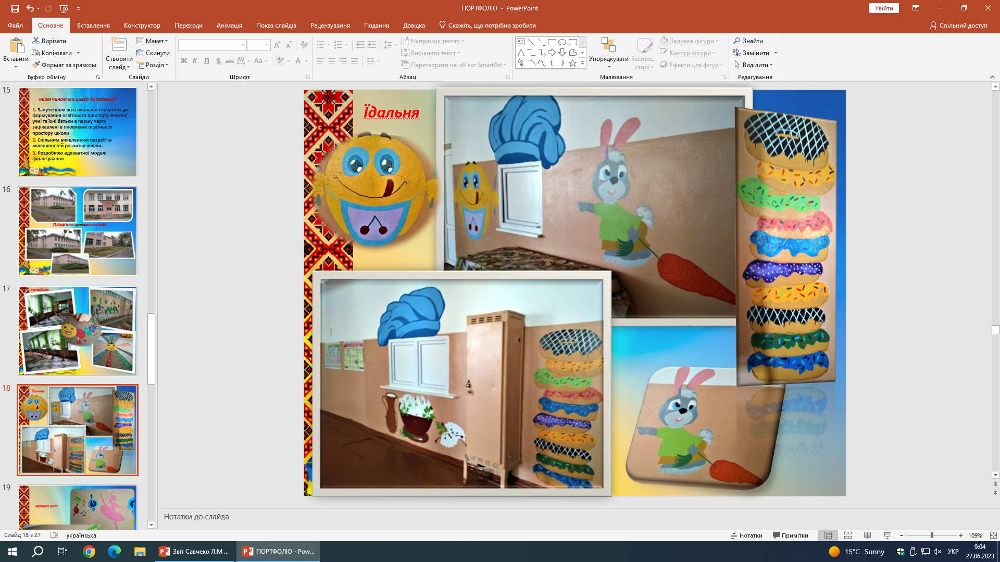 ПОРТФОЛІО - PowerPoint
Увійти
Файл
Основне
Вставлення
Конструктор
Переходи
Анімація
Показ слайдів
Рецензування
Подання
Довідка
Скажіть, що потрібно зробити
Спільний доступ
Вставити
Вирізати
Копіювати
Формат за зразком
Буфер обміну
Створити слайд
Макет
Скинути
Розділ
Слайди
Ж К П S abc AV Aa А
Шрифт
Напрямок тексту
Вирівняти текст
Перетворити на об'єкт SmartArt
Абзац
Упорядкувати
Експрес-стилі
Заливка фігури
Контур фігури
Ефекти для фігур
Малювання
Знайти
Замінити
Виділити
Редагування
15
Яким чином ми цього досягаємо?
1. Залученням всієї шкільної спільноти до
формування освітнього простору. Вчителі,
учні та їхні батьки в першу чергу
зацікавлені в оновленні освітнього
простору школи
2. Спільним виявленням потреб та
можливостей розвитку школи.
3. Розробкою адекватної моделі
фінансування
16
Подвір'я та центральний вхід
17
Вестибюль
18
Їдальня
19
Актова зала
Їдальня
Нотатки до слайда
Слайд 18 з 27
українська
Нотатки
Примітки
109%
Звіт Савчеко Л.М ...
ПОРТФОЛІО - Pow...
15°C Sunny
УКР
9:04
27.06.2023